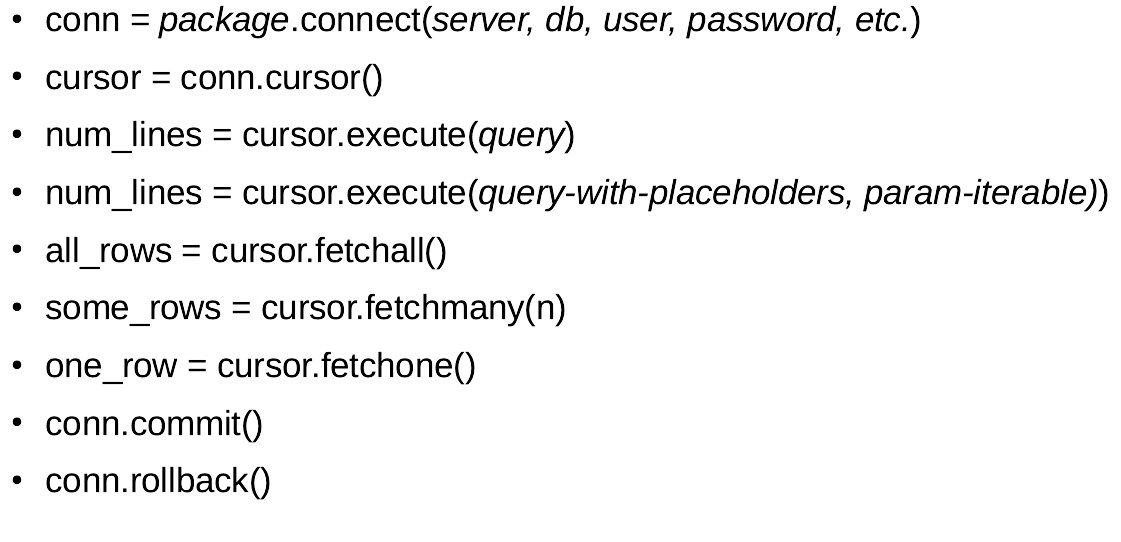 • conn = package.connect(server, db, user, password, etc.)
• cursor = conn.cursor()
• num_lines = cursor.execute(query)
• num_lines = cursor.execute(query-with-placeholders, param-iterable))
• all_rows = cursor.fetchall()
• some_rows = cursor.fetchmany(n)
• one_row = cursor.fetchone()
• conn.commit()
• conn.rollback()